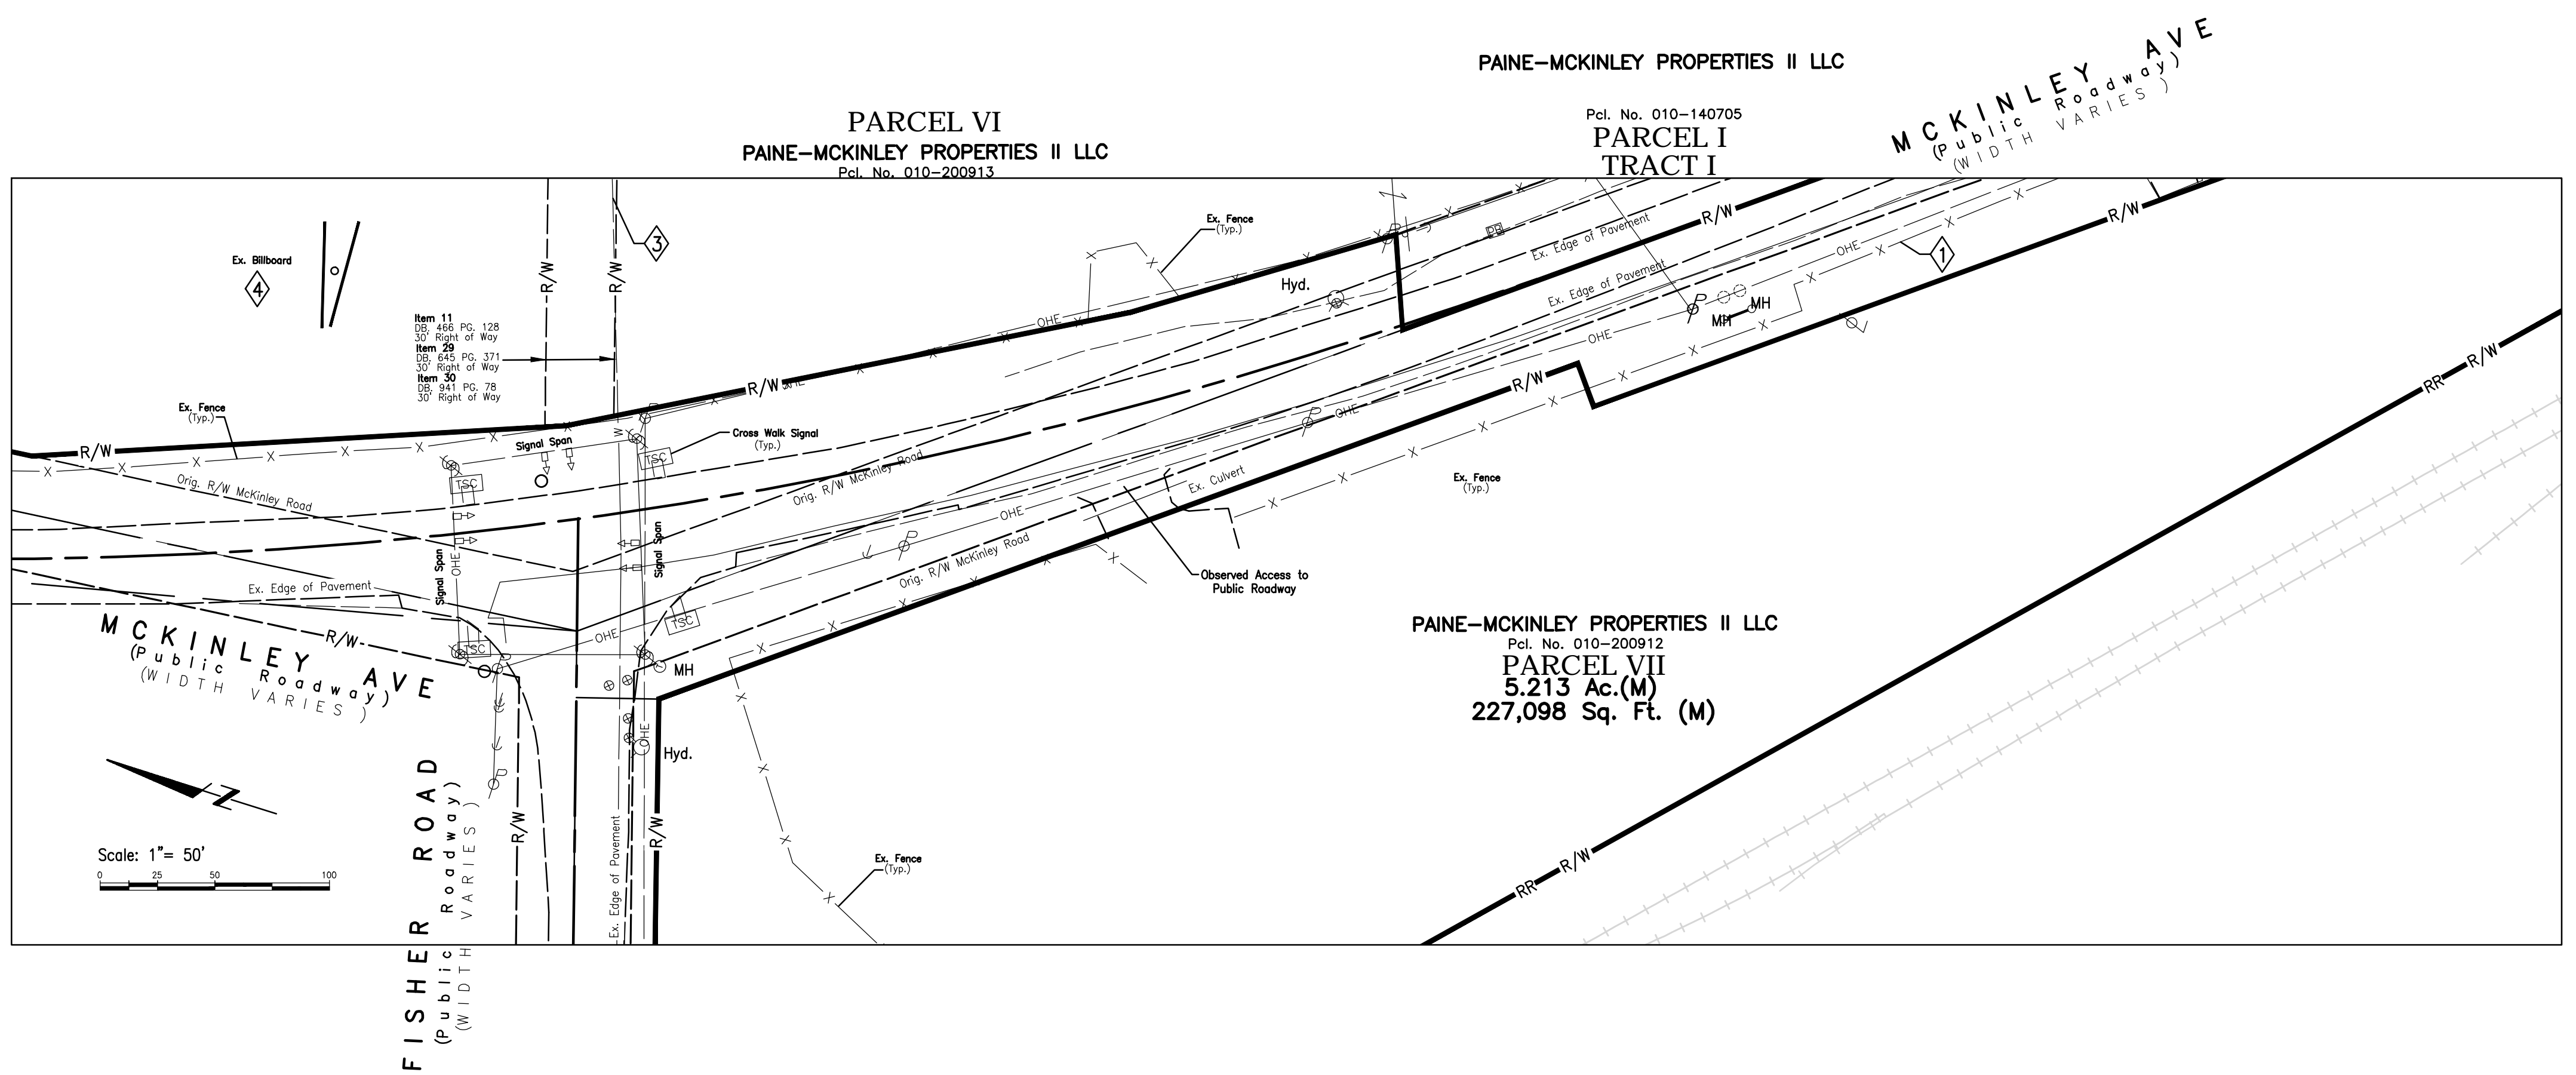 MCKINLEY AVE
(Public Roadway)
(WIDTH VARIES)
PAINE-MCKINLEY PROPERTIES II LLC
Pcl. No. 010-140705
PARCEL I
TRACT I
PARCEL VI
PAINE-MCKINLEY PROPERTIES II LLC
Pcl. No. 010-200913
3
R/W
R/W
Ex. Billboard
4
Item 11
DB. 466 PG. 128
30' Right of Way
Item 29
DB. 645 PG. 371
30' Right of Way
Item 30
DB. 941 PG. 78
30' Right of Way
Ex. Fence
(Typ.)
Hyd.
PB
Ex. Edge of Pavement
R/W
Ex. Edge of Pavement
OHE
1
R/W
MH
MH
OHE
OHE
R/W
OHE
R/W
OHE
Ex. Fence
(Typ.)
R/W
Orig. R/W McKinley Road
Signal Span
W
TSC
TSC
Cross Walk Signal
(Typ.)
Orig. R/W McKinley Road
Ex. Culvert
Ex. Fence
(Typ.)
RR
R/W
OHE
Signal Span
OHE
Signal Span
Orig. R/W McKinley Road
Observed Access to
Public Roadway
Ex. Edge of Pavement
R/W
OHE
TSC
TSC
MH
MCKINLEY AVE
(Public Roadway)
(WIDTH VARIES)
PAINE-MCKINLEY PROPERTIES II LLC
Pcl. No. 010-200912
PARCEL VII
5.213 Ac.(M)
227,098 Sq. Ft. (M)
OHE
Hyd.
N
Scale: 1"= 50'
0 25 50 100
R/W
R/W
Ex. Edge of Pavement
Ex. Fence
(Typ.)
RR
R/W
FISHER ROAD
(Public Roadway)
(WIDTH VARIES)